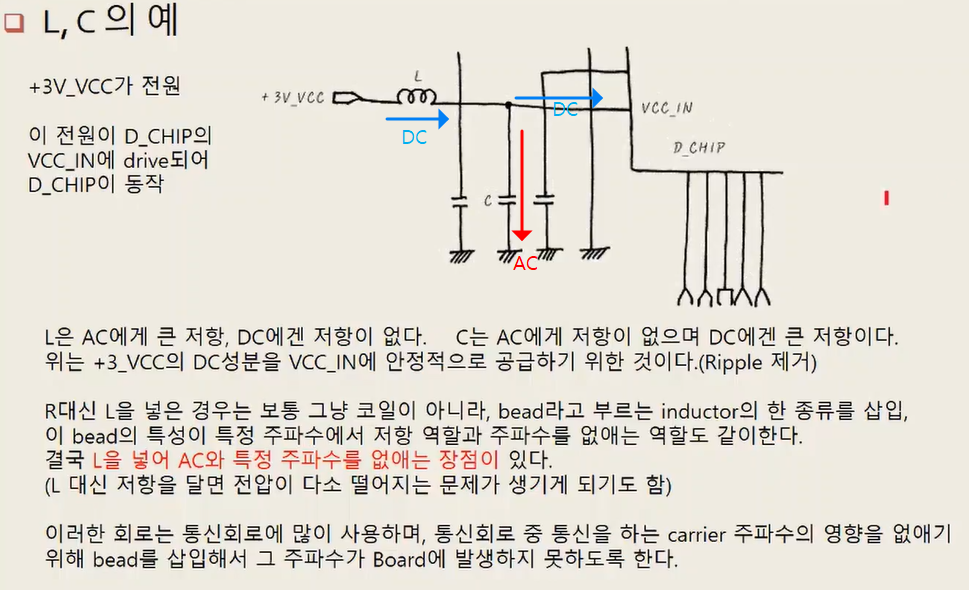 L, C 의 예
+3V_VCC가 전원
이 전원이 D_CHIP의
VCC_IN에 drive되어
D_CHIP이 동작
L
+3V_VCC
DC
DC
VCC_IN
D_CHIP
C
AC
L은 AC에게 큰 저항, DC에겐 저항이 없다. C는 AC에게 저항이 없으며 DC에겐 큰 저항이다.
위는 +3_VCC의 DC성분을 VCC_IN에 안정적으로 공급하기 위한 것이다.(Ripple 제거)
R대신 L을 넣은 경우는 보통 그냥 코일이 아니라, bead라고 부르는 inductor의 한 종류를 삽입,
이 bead의 특성이 특정 주파수에서 저항 역할과 주파수를 없애는 역할도 같이한다.
결국 L을 넣어 AC와 특정 주파수를 없애는 장점이 있다.
(L 대신 저항을 달면 전압이 다소 떨어지는 문제가 생기게 되기도 함)
이러한 회로는 통신회로에 많이 사용하며, 통신회로 중 통신을 하는 carrier 주파수의 영향을 없애기
위해 bead를 삽입해서 그 주파수가 Board에 발생하지 못하도록 한다.